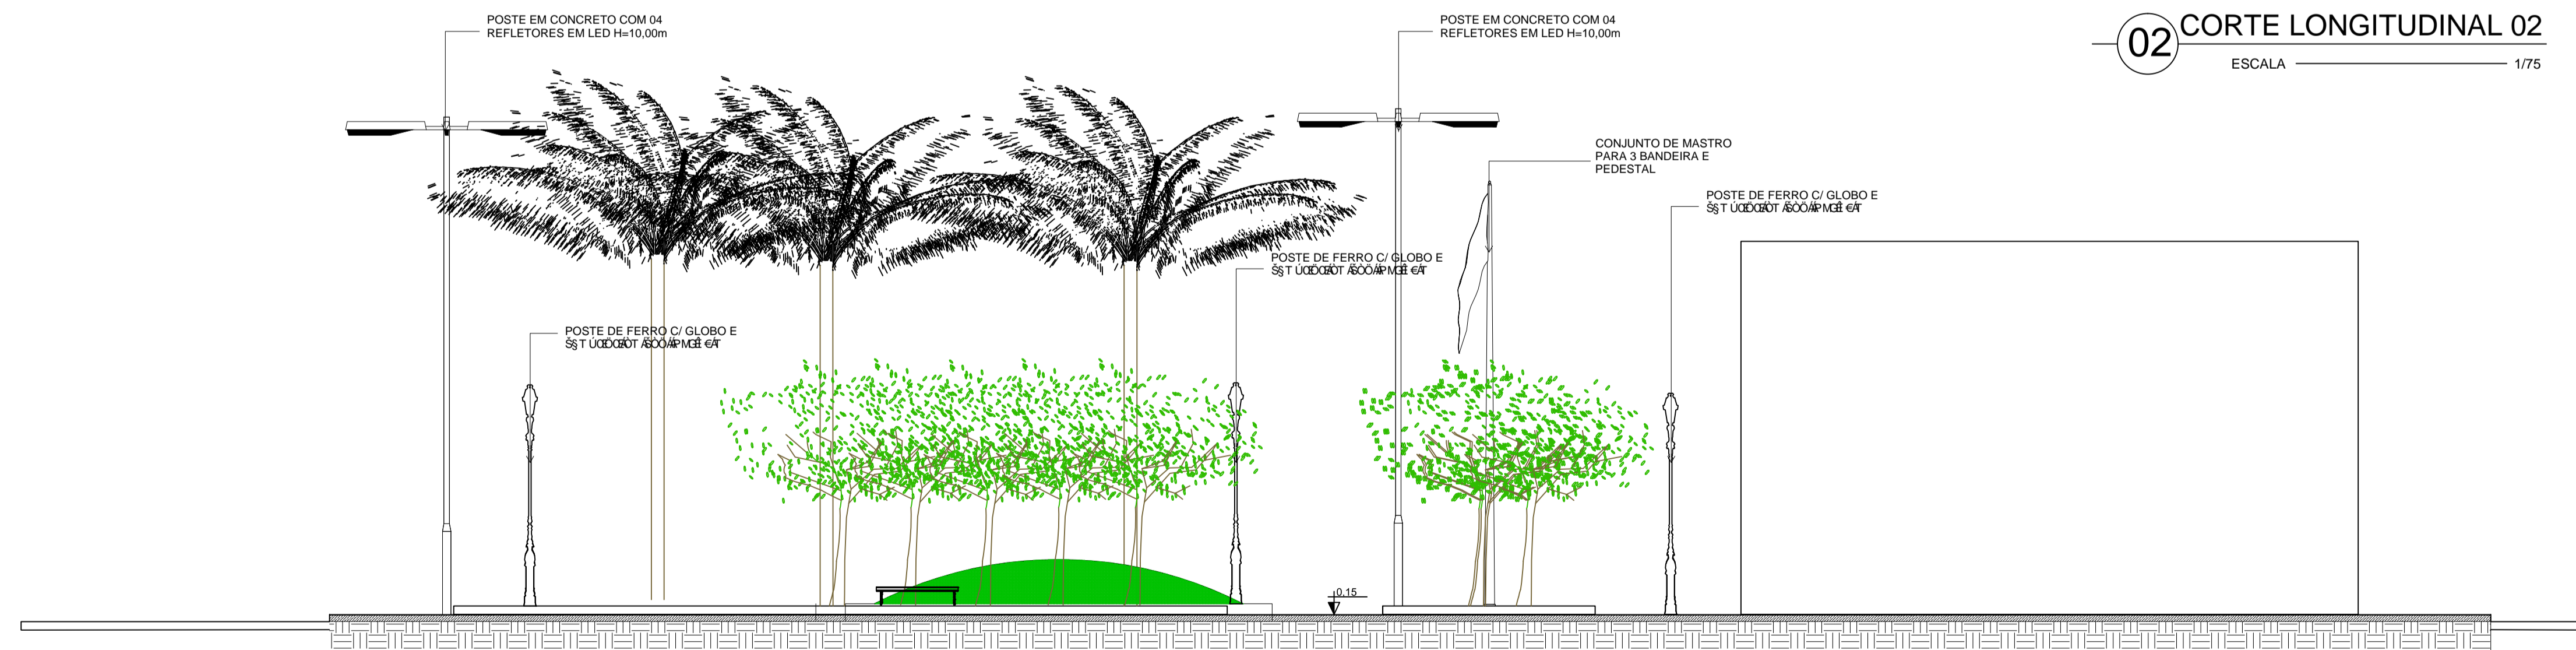 POSTE EM CONCRETO COM 04
REFLETORES EM LED H=10,00m
POSTE EM CONCRETO COM 04
REFLETORES EM LED H=10,00m
02
CORTE LONGITUDINAL 02
ESCALA 1/75
CONJUNTO DE MASTRO
PARA 3 BANDEIRA E
PEDESTAL
POSTE DE FERRO C/ GLOBO E
POSTE DE FERRO C/ GLOBO E
POSTE DE FERRO C/ GLOBO E
0,15